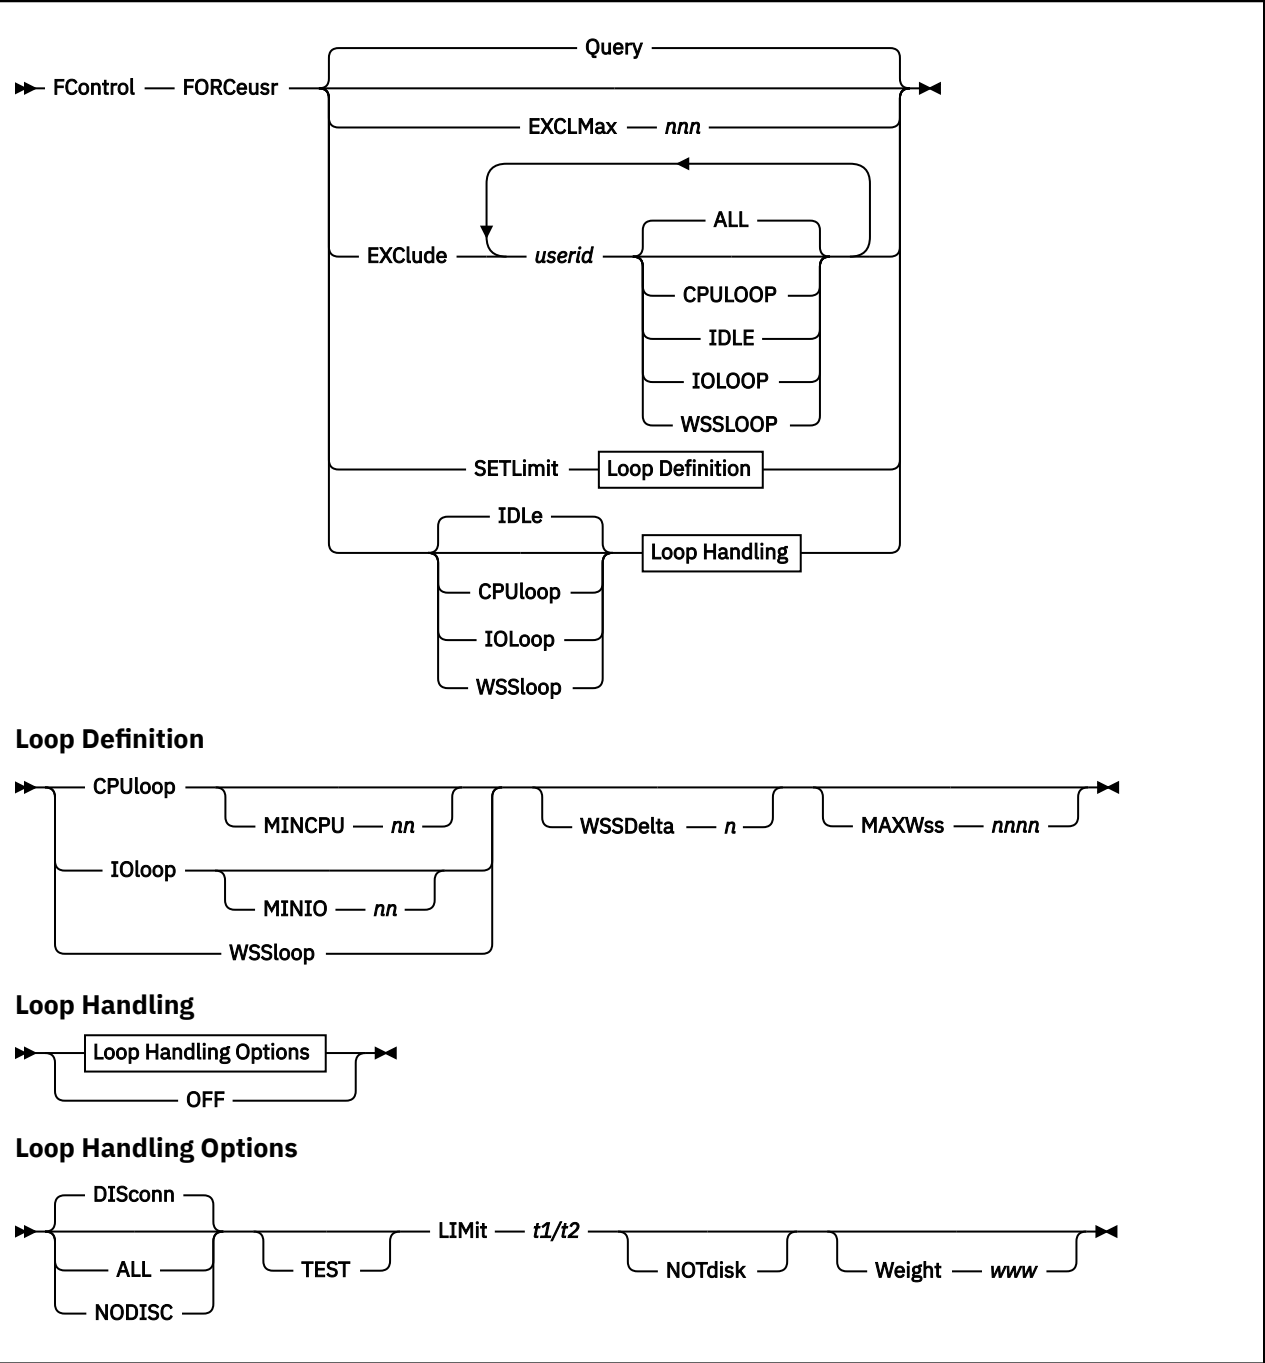 Query
FControl FORCeusr
EXCLMax nnn
ALL
EXClude userid
CPULOOP
IDLE
IOLOOP
WSSLOOP
SETLimit Loop Definition
IDLe
Loop Handling
CPUloop
IOLoop
WSSloop
Loop Definition
CPUloop
MINCPU nn WSSDelta n MAXWss nnnn
IOloop
MINIO nn
WSSloop
Loop Handling
Loop Handling Options
OFF
Loop Handling Options
DISconn
LIMit t1/t2
ALL TEST NOTdisk Weight www
NODISC